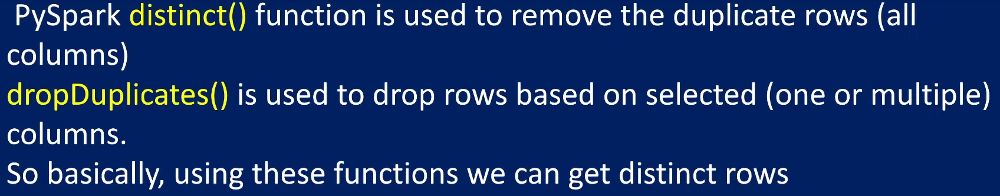 PySpark distinct() function is used to remove the duplicate rows (all
columns)
dropDuplicates() is used to drop rows based on selected (one or multiple)
columns.
So basically, using these functions we can get distinct rows